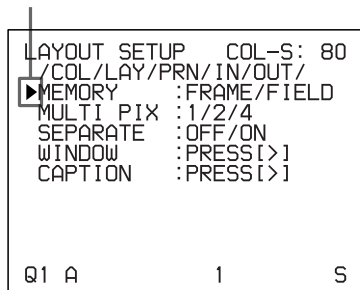 LAYOUT SETUP COL-S: 80
/COL/LAY/PRN/IN/OUT/
▶MEMORY :FRAME/FIELD
MULTI PIX :1/2/4
SEPARATE :OFF/ON
WINDOW :PRESS[>]
CAPTION :PRESS[>]
Q1 A 1 S